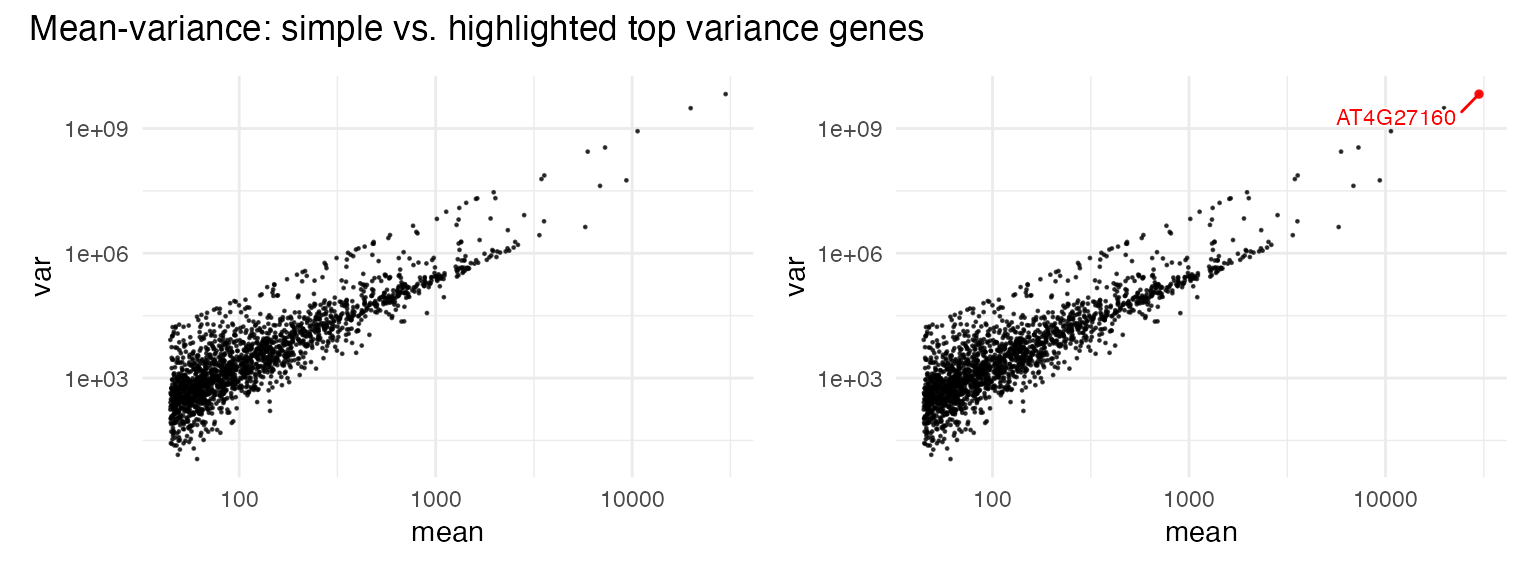 Mean-variance: simple vs. highlighted top variance genes
var
1e+09
1e+06
1e+03
100
1000
10000
mean
var
1e+09
1e+06
1e+03
AT4G27160
100
1000
10000
mean